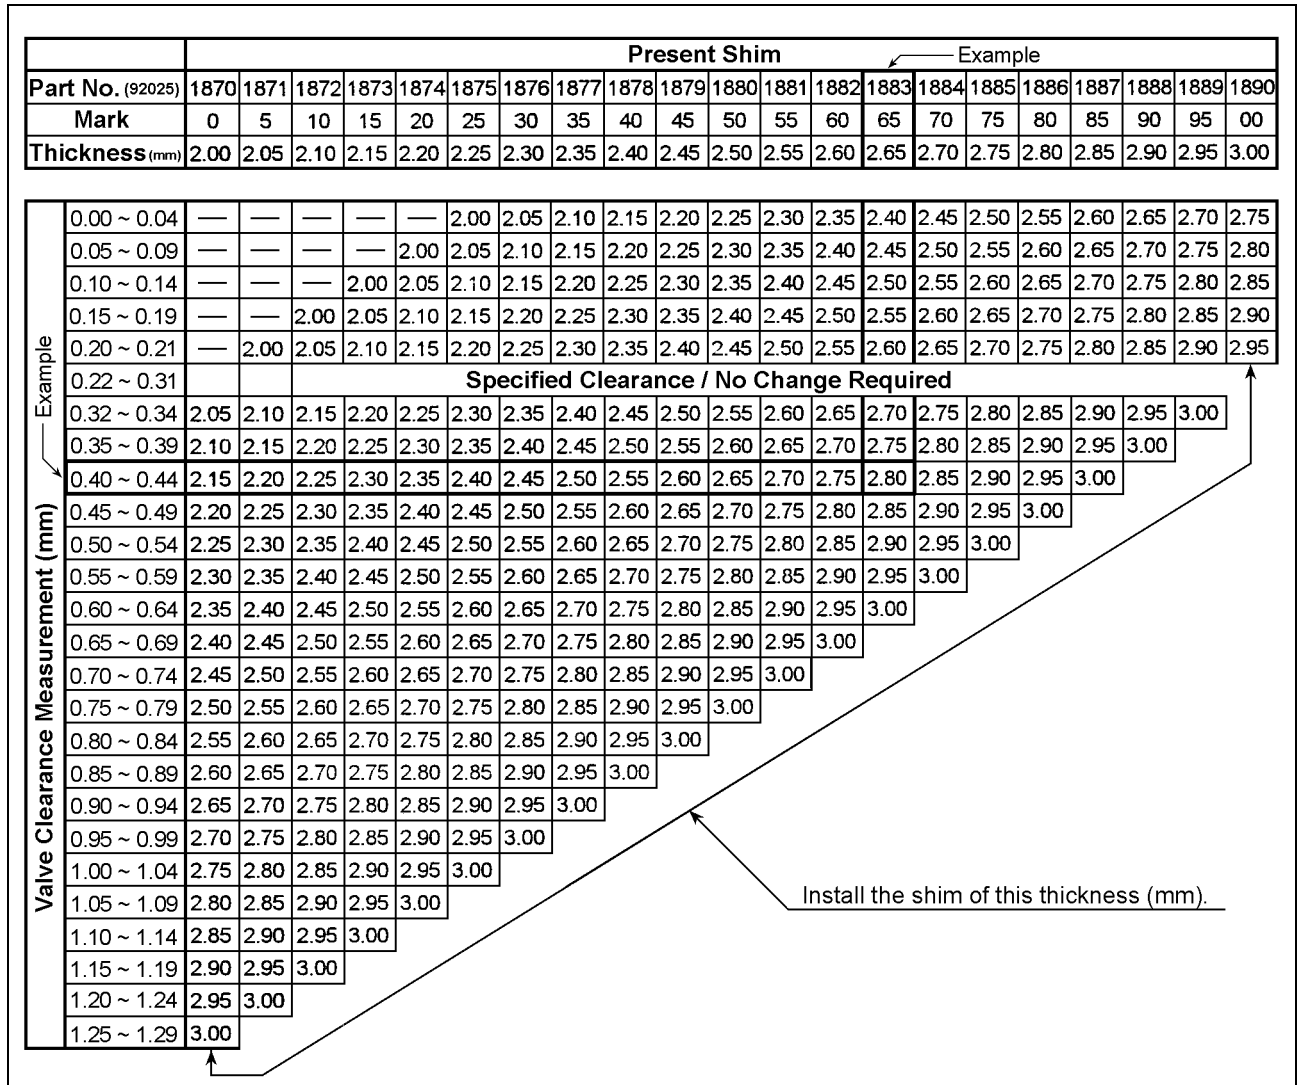 Present Shim
Example
Part No. (92025) 1870 1871 1872 1873 1874 1875 1876 1877 1878 1879 1880 1881 1882 1883 1884 1885 1886 1887 1888 1889 1890
Mark 0 5 10 15 20 25 30 35 40 45 50 55 60 65 70 75 80 85 90 95 00
Thickness (mm) 2.00 2.05 2.10 2.15 2.20 2.25 2.30 2.35 2.40 2.45 2.50 2.55 2.60 2.65 2.70 2.75 2.80 2.85 2.90 2.95 3.00
Valve Clearance Measurement (mm)
Example
0.00 ~ 0.04 — — — — — 2.00 2.05 2.10 2.15 2.20 2.25 2.30 2.35 2.40 2.45 2.50 2.55 2.60 2.65 2.70 2.75
0.05 ~ 0.09 — — — — 2.00 2.05 2.10 2.15 2.20 2.25 2.30 2.35 2.40 2.45 2.50 2.55 2.60 2.65 2.70 2.75 2.80
0.10 ~ 0.14 — — — 2.00 2.05 2.10 2.15 2.20 2.25 2.30 2.35 2.40 2.45 2.50 2.55 2.60 2.65 2.70 2.75 2.80 2.85
0.15 ~ 0.19 — — 2.00 2.05 2.10 2.15 2.20 2.25 2.30 2.35 2.40 2.45 2.50 2.55 2.60 2.65 2.70 2.75 2.80 2.85 2.90
0.20 ~ 0.21 — 2.00 2.05 2.10 2.15 2.20 2.25 2.30 2.35 2.40 2.45 2.50 2.55 2.60 2.65 2.70 2.75 2.80 2.85 2.90 2.95
0.22 ~ 0.31 Specified Clearance / No Change Required
0.32 ~ 0.34 2.05 2.10 2.15 2.20 2.25 2.30 2.35 2.40 2.45 2.50 2.55 2.60 2.65 2.70 2.75 2.80 2.85 2.90 2.95 3.00
0.35 ~ 0.39 2.10 2.15 2.20 2.25 2.30 2.35 2.40 2.45 2.50 2.55 2.60 2.65 2.70 2.75 2.80 2.85 2.90 2.95 3.00
0.40 ~ 0.44 2.15 2.20 2.25 2.30 2.35 2.40 2.45 2.50 2.55 2.60 2.65 2.70 2.75 2.80 2.85 2.90 2.95 3.00
0.45 ~ 0.49 2.20 2.25 2.30 2.35 2.40 2.45 2.50 2.55 2.60 2.65 2.70 2.75 2.80 2.85 2.90 2.95 3.00
0.50 ~ 0.54 2.25 2.30 2.35 2.40 2.45 2.50 2.55 2.60 2.65 2.70 2.75 2.80 2.85 2.90 2.95 3.00
0.55 ~ 0.59 2.30 2.35 2.40 2.45 2.50 2.55 2.60 2.65 2.70 2.75 2.80 2.85 2.90 2.95 3.00
0.60 ~ 0.64 2.35 2.40 2.45 2.50 2.55 2.60 2.65 2.70 2.75 2.80 2.85 2.90 2.95 3.00
0.65 ~ 0.69 2.40 2.45 2.50 2.55 2.60 2.65 2.70 2.75 2.80 2.85 2.90 2.95 3.00
0.70 ~ 0.74 2.45 2.50 2.55 2.60 2.65 2.70 2.75 2.80 2.85 2.90 2.95 3.00
0.75 ~ 0.79 2.50 2.55 2.60 2.65 2.70 2.75 2.80 2.85 2.90 2.95 3.00
0.80 ~ 0.84 2.55 2.60 2.65 2.70 2.75 2.80 2.85 2.90 2.95 3.00
0.85 ~ 0.89 2.60 2.65 2.70 2.75 2.80 2.85 2.90 2.95 3.00
0.90 ~ 0.94 2.65 2.70 2.75 2.80 2.85 2.90 2.95 3.00
0.95 ~ 0.99 2.70 2.75 2.80 2.85 2.90 2.95 3.00
1.00 ~ 1.04 2.75 2.80 2.85 2.90 2.95 3.00
1.05 ~ 1.09 2.80 2.85 2.90 2.95 3.00
1.10 ~ 1.14 2.85 2.90 2.95 3.00
1.15 ~ 1.19 2.90 2.95 3.00
1.20 ~ 1.24 2.95 3.00
1.25 ~ 1.29 3.00
Install the shim of this thickness (mm).